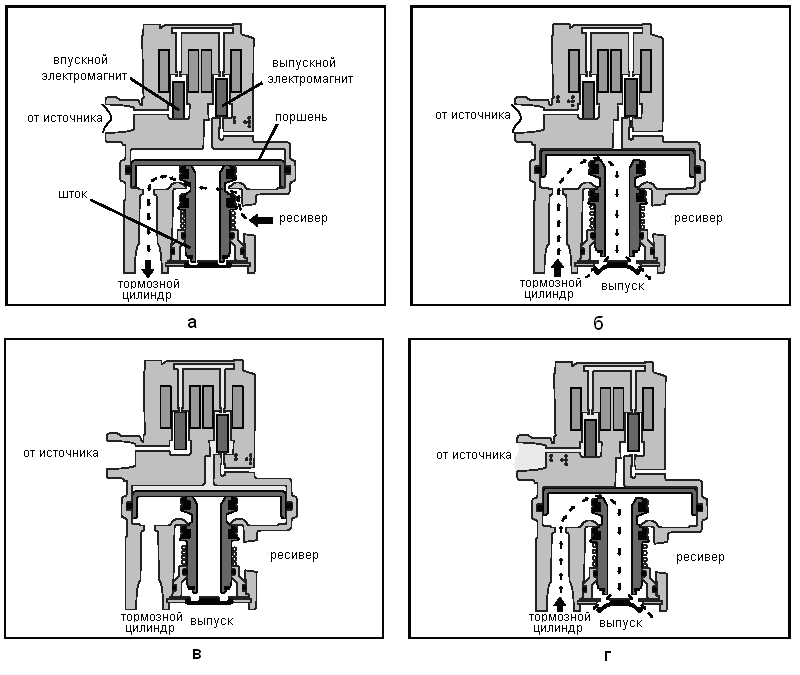 впускной
электромагнит
выпускной
электромагнит
от источника
поршень
шток
ресивер
тормозной
цилиндр
а
от источника
ресивер
тормозной
цилиндр
выпуск
б
от источника
ресивер
тормозной
цилиндр
выпуск
в
от источника
ресивер
тормозной
цилиндр
выпуск
г